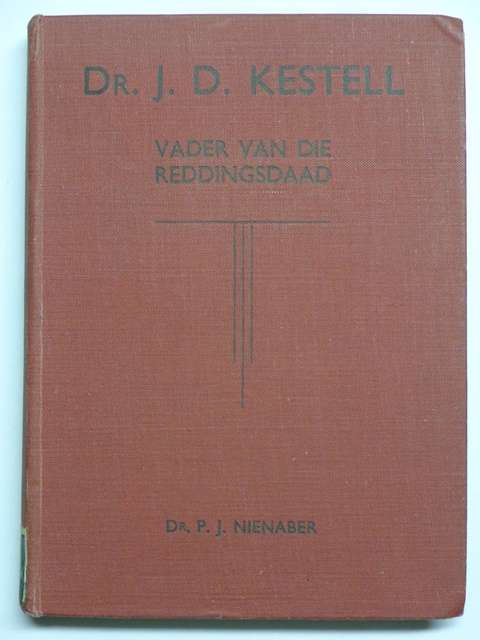 DR. J. D. KESTELL
VADER VAN DIE
REDDINGSDAAD
DR. P. J. NIENABER